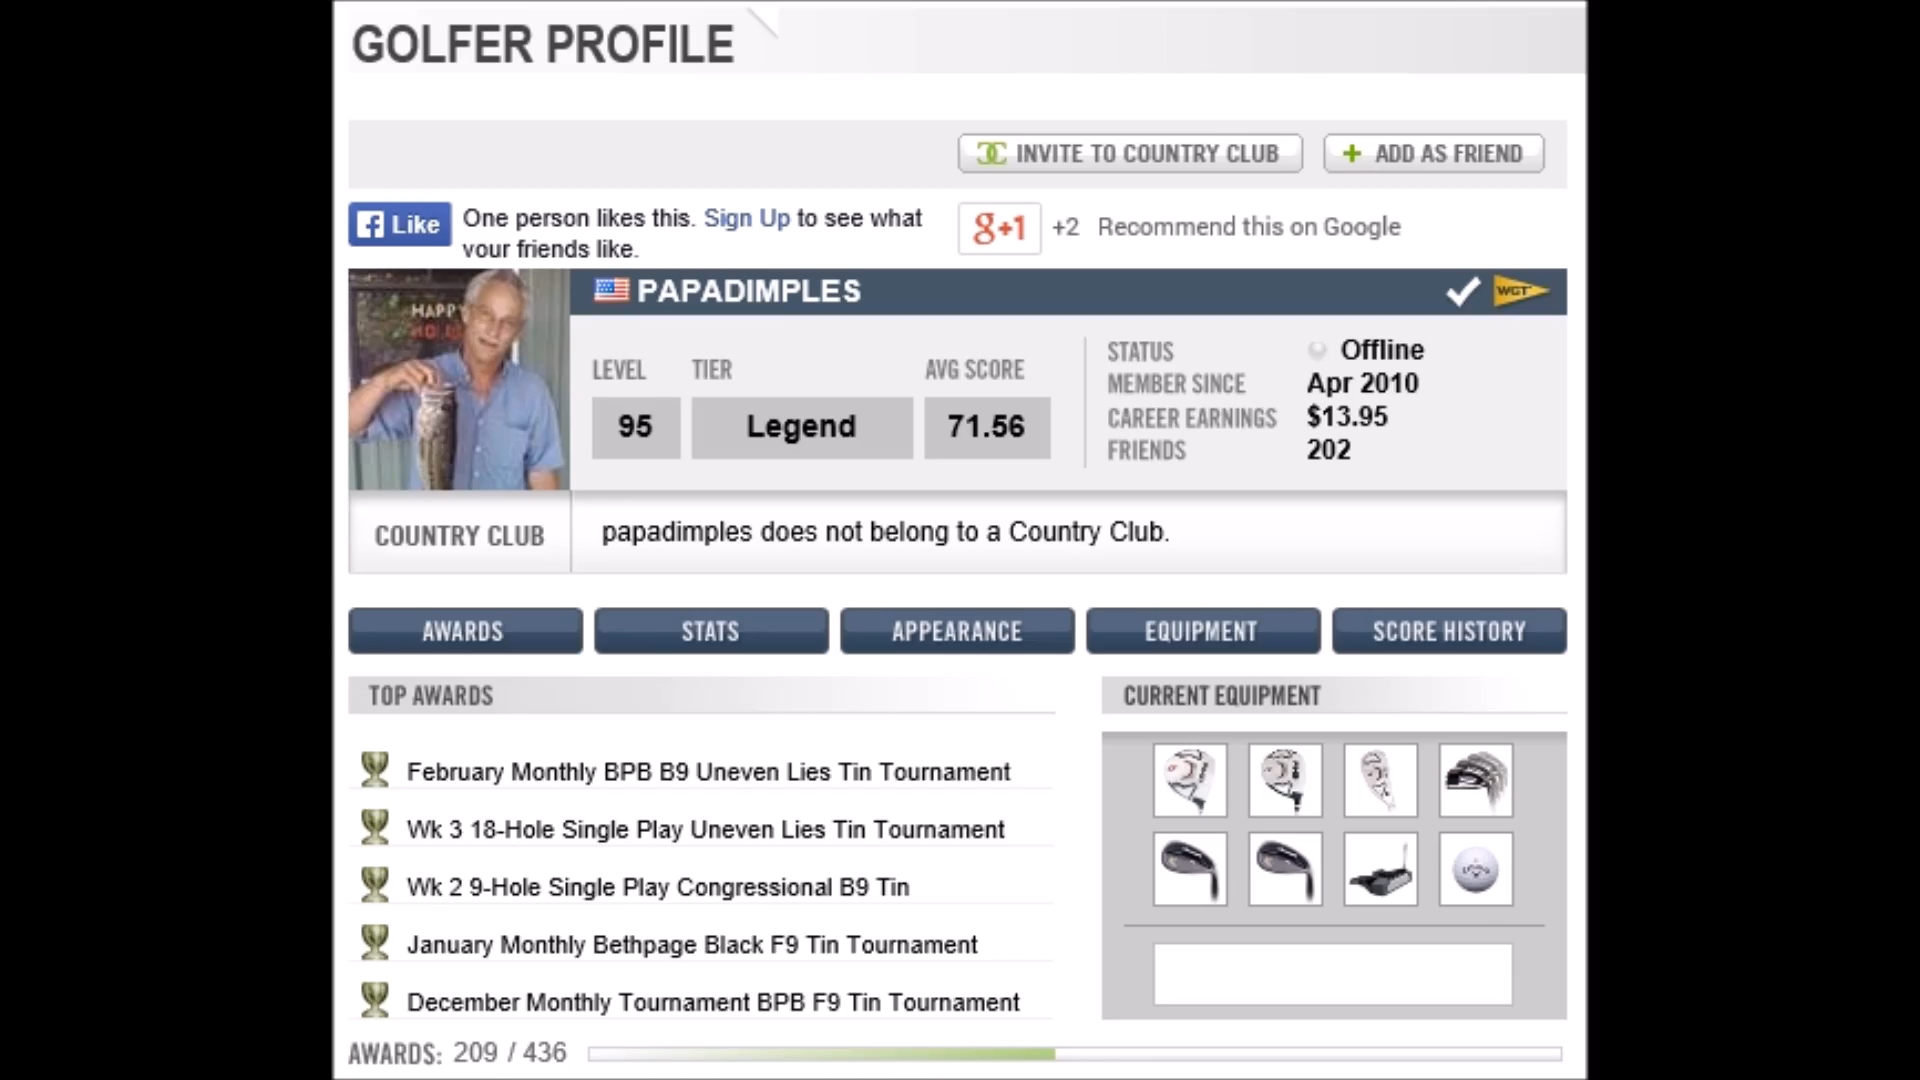 GOLFER PROFILE
INVITE TO COUNTRY CLUB
+ ADD AS FRIEND
Like
One person likes this. Sign Up to see what
your friends like.
g+1
+2
Recommend this on Google
HAPPY
PAPADIMPLES
WGT
LEVEL
TIER
AVG SCORE
95
Legend
71.56
STATUS
Offline
MEMBER SINCE
Apr 2010
CAREER EARNINGS
$13.95
FRIENDS
202
COUNTRY CLUB
papadimples does not belong to a Country Club.
AWARDS
STATS
APPEARANCE
EQUIPMENT
SCORE HISTORY
TOP AWARDS
February Monthly BPB B9 Uneven Lies Tin Tournament
Wk 3 18-Hole Single Play Uneven Lies Tin Tournament
Wk 2 9-Hole Single Play Congressional B9 Tin
January Monthly Bethpage Black F9 Tin Tournament
December Monthly Tournament BPB F9 Tin Tournament
AWARDS: 209 / 436
CURRENT EQUIPMENT